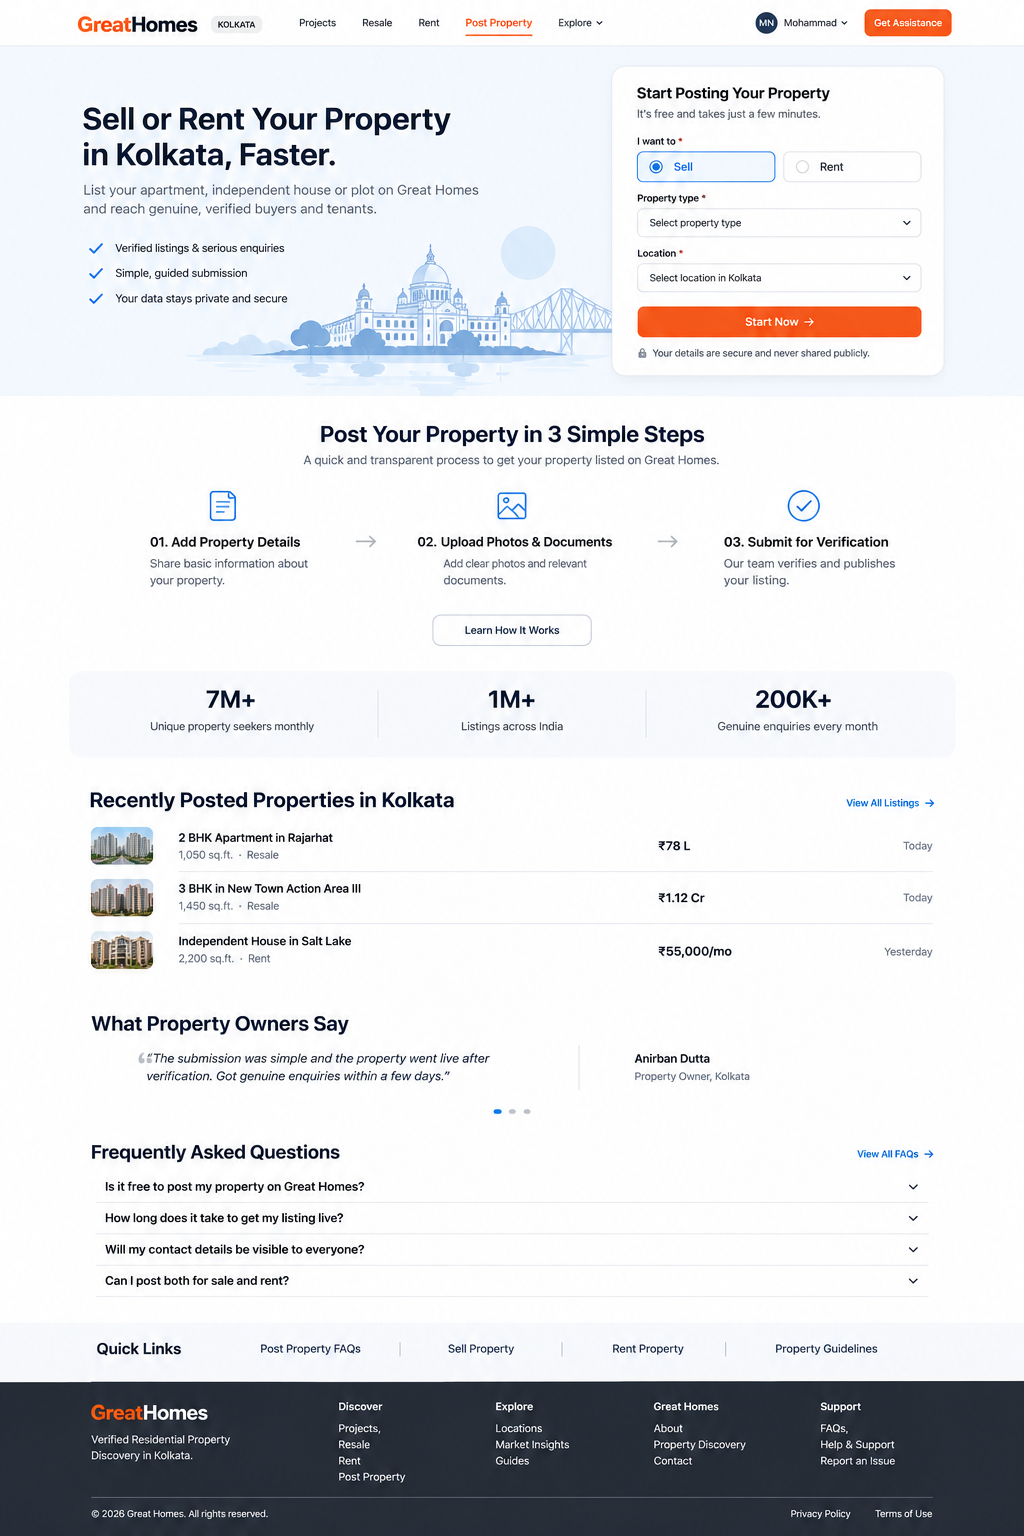 GreatHomes KOLKATA Projects Resale Rent Post Property Explore MN Mohammad Get Assistance
Sell or Rent Your Property
in Kolkata, Faster.
List your apartment, independent house or plot on Great Homes
and reach genuine, verified buyers and tenants.
Verified listings & serious enquiries
Simple, guided submission
Your data stays private and secure
Start Posting Your Property
It's free and takes just a few minutes.
I want to *
Sell Rent
Property type *
Select property type
Location *
Select location in Kolkata
Start Now →
Your details are secure and never shared publicly.
Post Your Property in 3 Simple Steps
A quick and transparent process to get your property listed on Great Homes.
01. Add Property Details
Share basic information about
your property.
02. Upload Photos & Documents
Add clear photos and relevant
documents.
03. Submit for Verification
Our team verifies and publishes
your listing.
Learn How It Works
7M+
Unique property seekers monthly
1M+
Listings across India
200K+
Genuine enquiries every month
Recently Posted Properties in Kolkata
View All Listings →
2 BHK Apartment in Rajarhat
1,050 sq.ft. · Resale
₹78 L
Today
3 BHK in New Town Action Area III
1,450 sq.ft. · Resale
₹1.12 Cr
Today
Independent House in Salt Lake
2,200 sq.ft. · Rent
₹55,000/mo
Yesterday
What Property Owners Say
“The submission was simple and the property went live after
verification. Got genuine enquiries within a few days.”
Anirban Dutta
Property Owner, Kolkata
Frequently Asked Questions
View All FAQs →
Is it free to post my property on Great Homes?
How long does it take to get my listing live?
Will my contact details be visible to everyone?
Can I post both for sale and rent?
Quick Links Post Property FAQs Sell Property Rent Property Property Guidelines
GreatHomes
Verified Residential Property
Discovery in Kolkata.
Discover
Projects,
Resale
Rent
Post Property
Explore
Locations
Market Insights
Guides
Great Homes
About
Property Discovery
Contact
Support
FAQs,
Help & Support
Report an Issue
© 2026 Great Homes. All rights reserved.
Privacy Policy Terms of Use